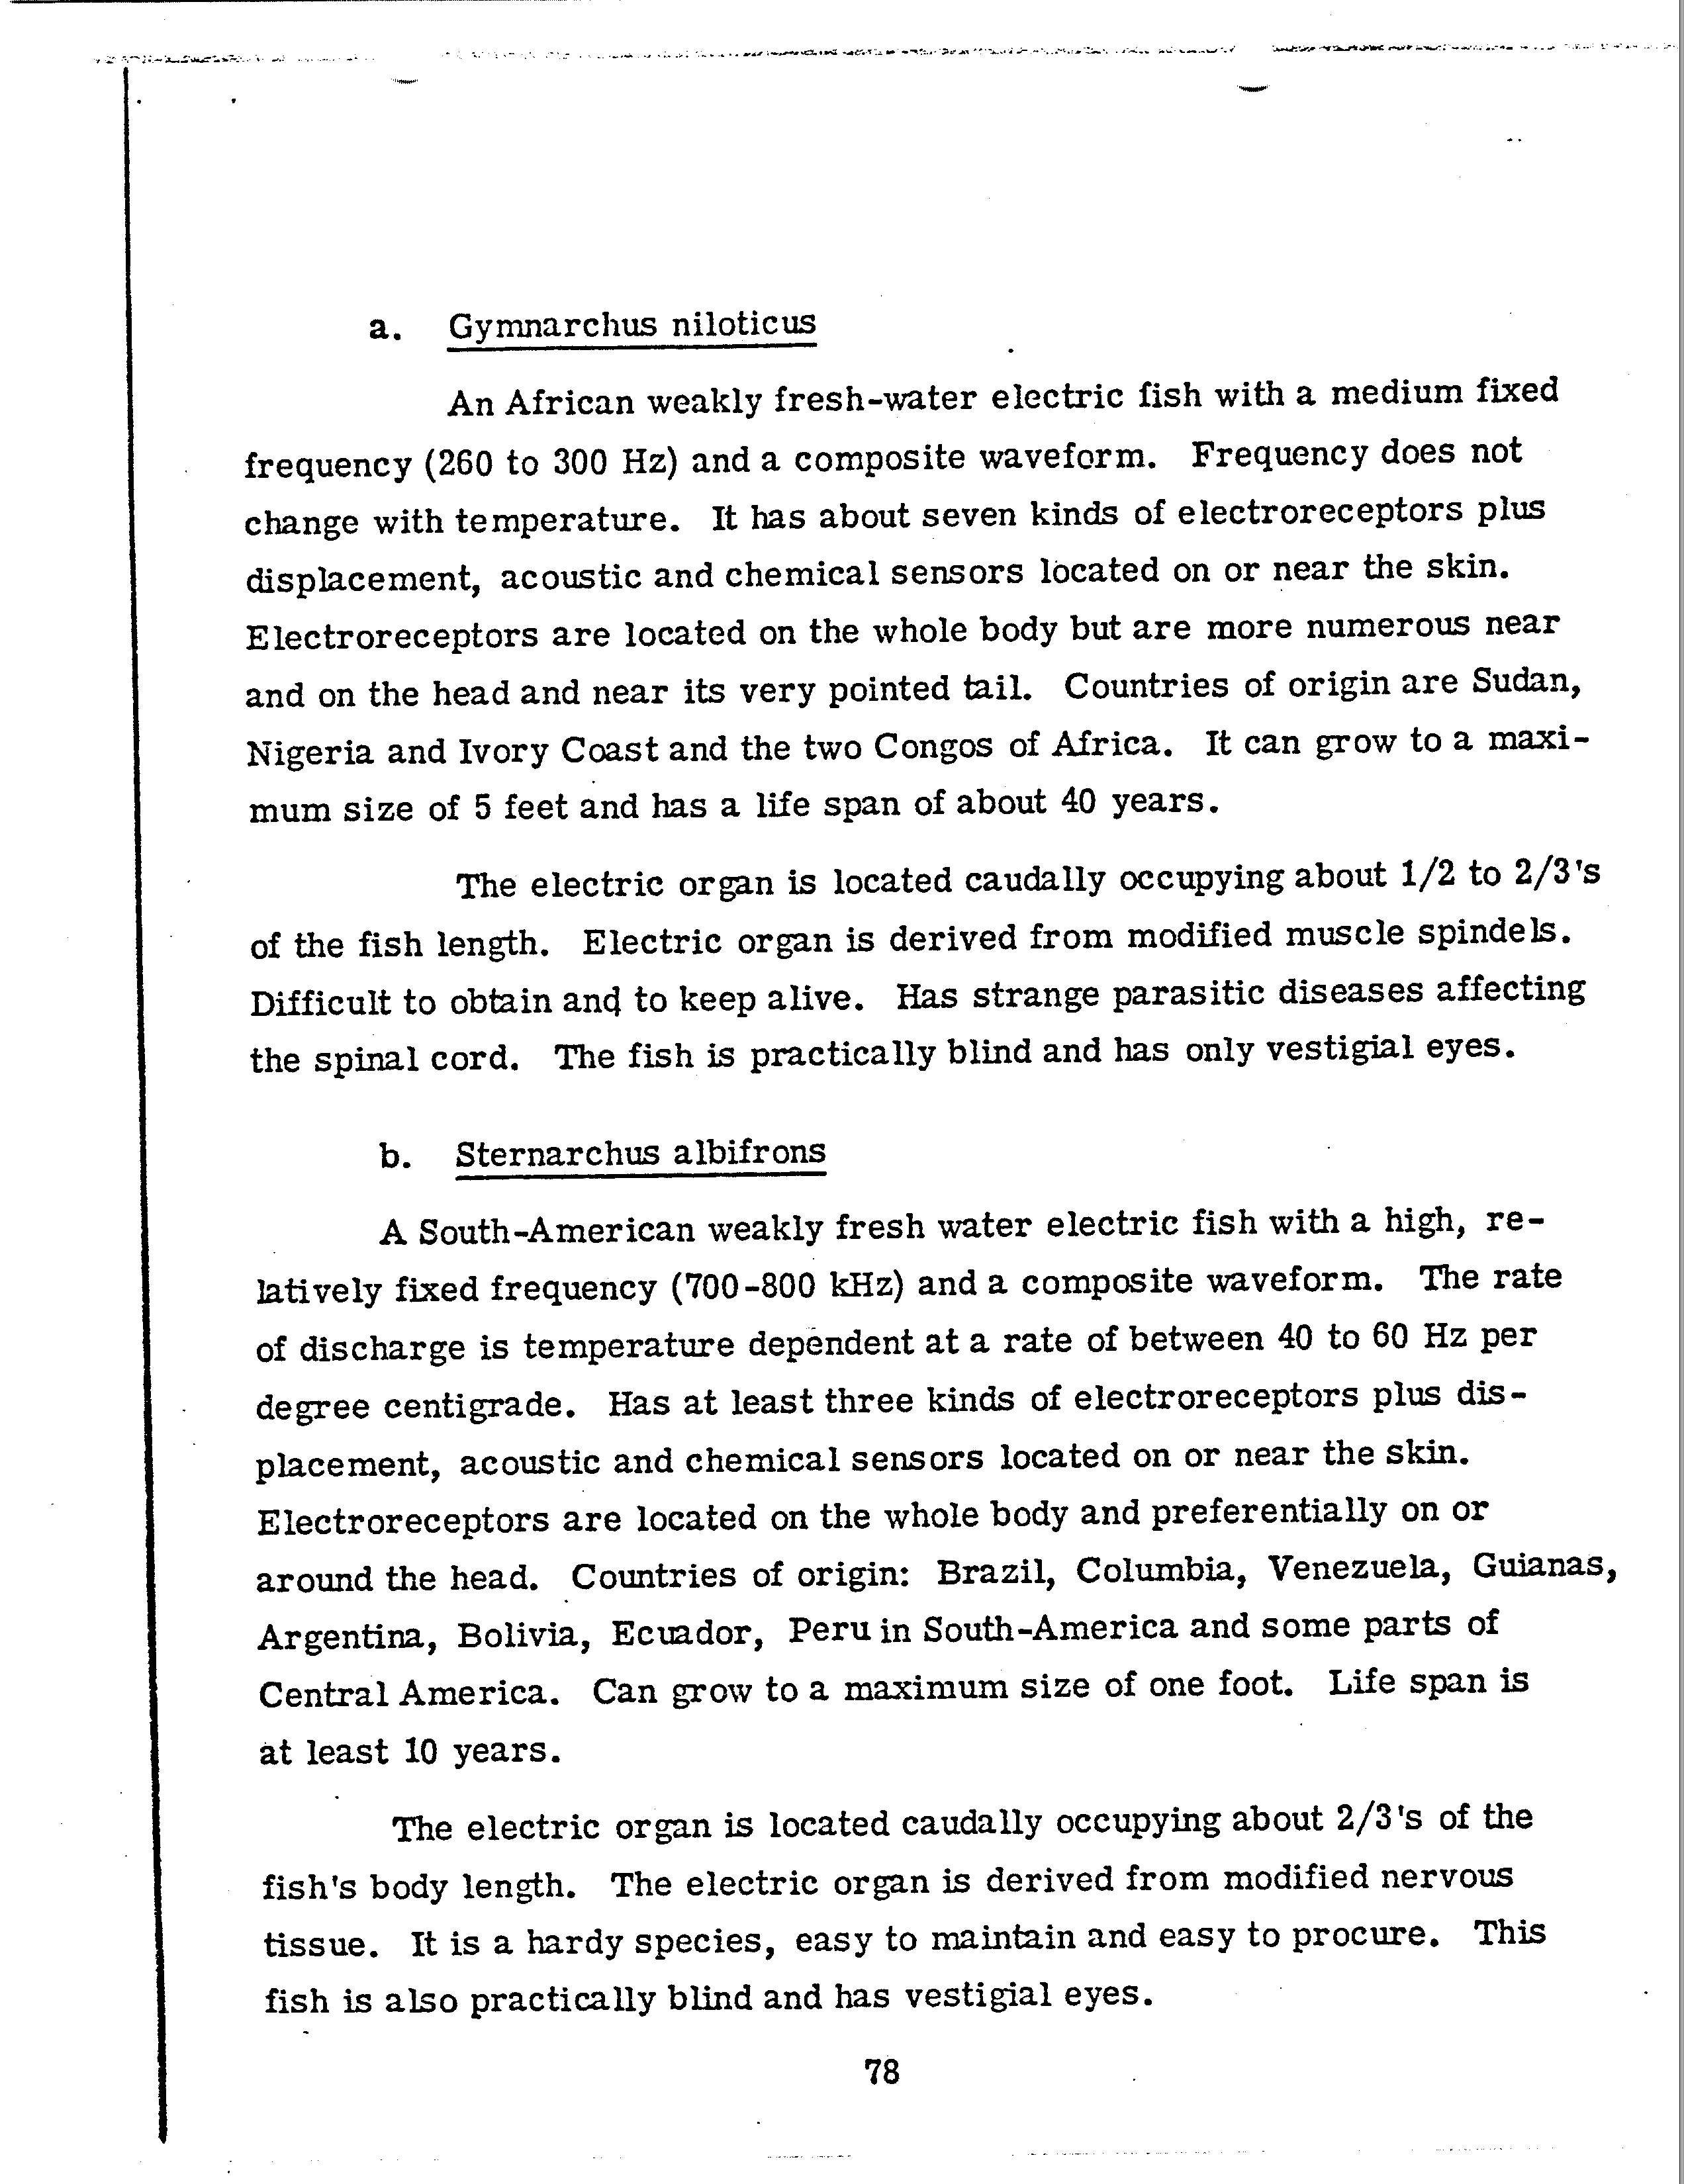 a. Gymnarchus niloticus
An African weakly fresh-water electric fish with a medium fixed
frequency (260 to 300 Hz) and a composite waveform. Frequency does not
change with temperature. It has about seven kinds of electroreceptors plus
displacement, acoustic and chemical sensors located on or near the skin.
Electroreceptors are located on the whole body but are more numerous near
and on the head and near its very pointed tail. Countries of origin are Sudan,
Nigeria and Ivory Coast and the two Congos of Africa. It can grow to a maxi-
mum size of 5 feet and has a life span of about 40 years.
The electric organ is located caudally occupying about 1/2 to 2/3's
of the fish length. Electric organ is derived from modified muscle spindels.
Difficult to obtain and to keep alive. Has strange parasitic diseases affecting
the spinal cord. The fish is practically blind and has only vestigial eyes.
b. Sternarchus albifrons
A South-American weakly fresh water electric fish with a high, re-
latively fixed frequency (700-800 kHz) and a composite waveform. The rate
of discharge is temperature dependent at a rate of between 40 to 60 Hz per
degree centigrade. Has at least three kinds of electroreceptors plus dis-
placement, acoustic and chemical sensors located on or near the skin.
Electroreceptors are located on the whole body and preferentially on or
around the head. Countries of origin: Brazil, Columbia, Venezuela, Guianas,
Argentina, Bolivia, Ecuador, Peru in South-America and some parts of
Central America. Can grow to a maximum size of one foot. Life span is
at least 10 years.
The electric organ is located caudally occupying about 2/3's of the
fish's body length. The electric organ is derived from modified nervous
tissue. It is a hardy species, easy to maintain and easy to procure. This
fish is also practically blind and has vestigial eyes.
78